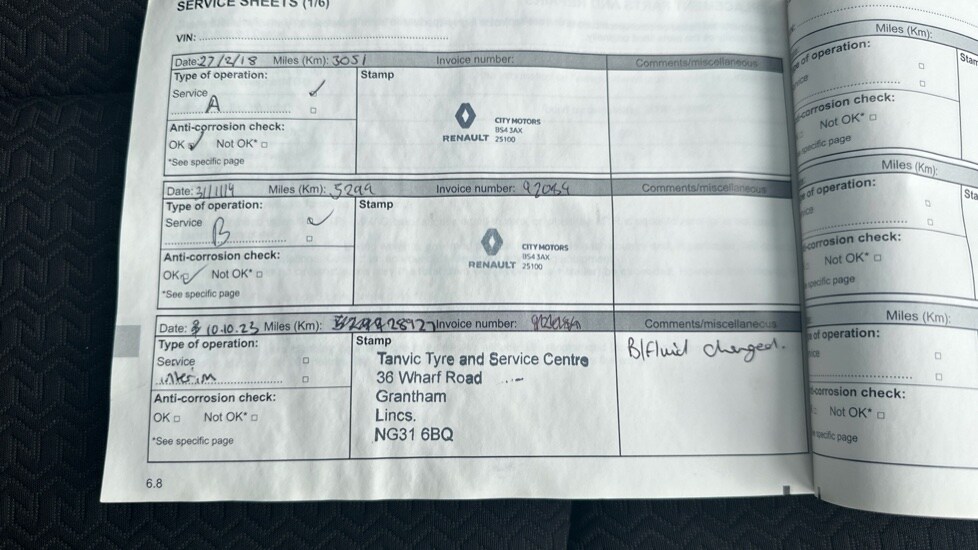 SERVICE SHEETS (1/6)
VIN:
Date: 27/2/18 Miles (Km): 3051 Invoice number: Comments/miscellaneous
Type of operation:
Service
A
Anti-corrosion check:
OK Not OK*
*See specific page
Stamp
RENAULT
CITY MOTORS
BS4 3AX
25100
Date: 3/1/19 Miles (Km): 5299 Invoice number: Comments/miscellaneous
Type of operation:
Service
B
Anti-corrosion check:
OK Not OK*
*See specific page
Stamp
RENAULT
CITY MOTORS
BS4 3AX
25100
Date: 10.10.23 Miles (Km): 28927 Invoice number: Comments/miscellaneous
Type of operation:
Service
interim
Anti-corrosion check:
OK Not OK*
*See specific page
Stamp
Tanvic Tyre and Service Centre
36 Wharf Road
Grantham
Lincs.
NG31 6BQ
B/Fluid changed.
6.8
Miles (Km):
of operation:
-corrosion check:
Not OK*
specific page
Miles (Km):
of operation:
-corrosion check:
Not OK*
specific page
Miles (Km):
of operation:
-corrosion check:
Not OK*
specific page